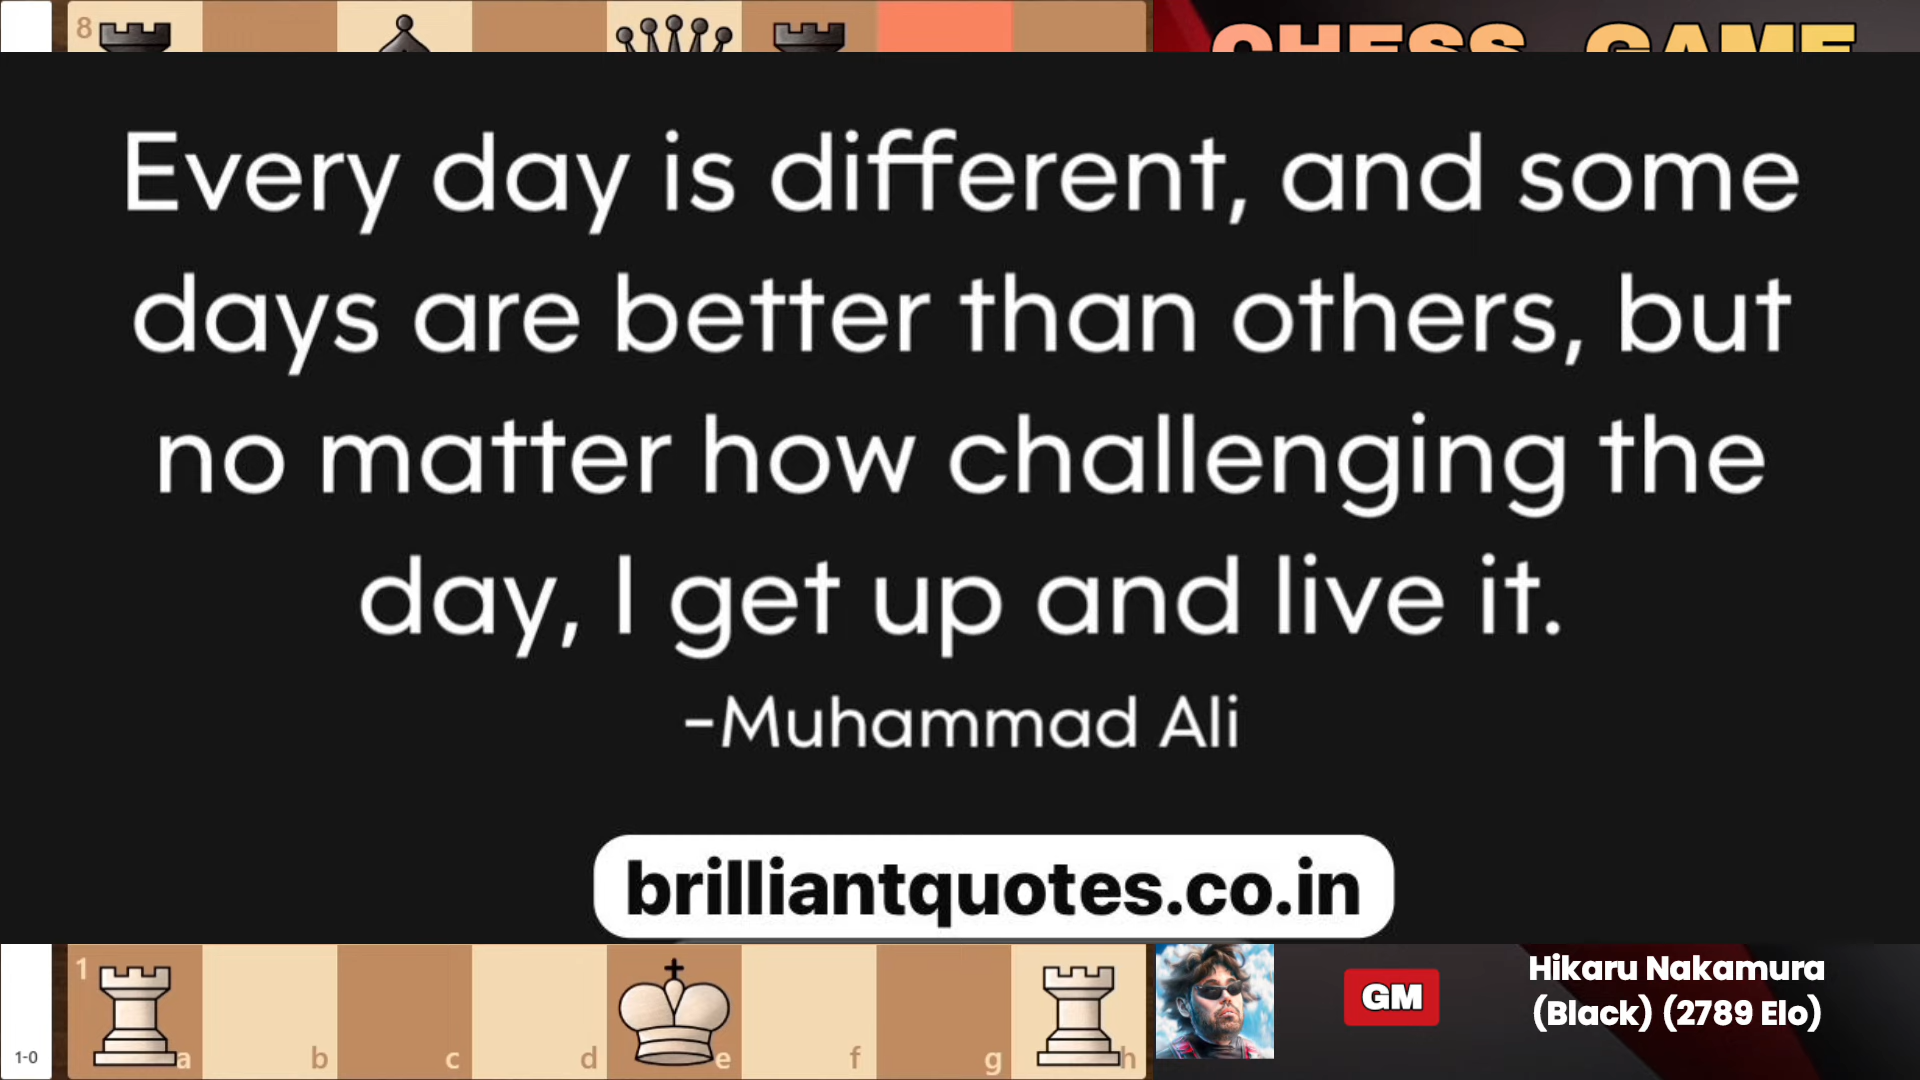 8
CHESS GAME
Every day is different, and some
days are better than others, but
no matter how challenging the
day, I get up and live it.
-Muhammad Ali
brilliantquotes.co.in
1
a b c d e f g h
1-0
GM
Hikaru Nakamura
(Black) (2789 Elo)